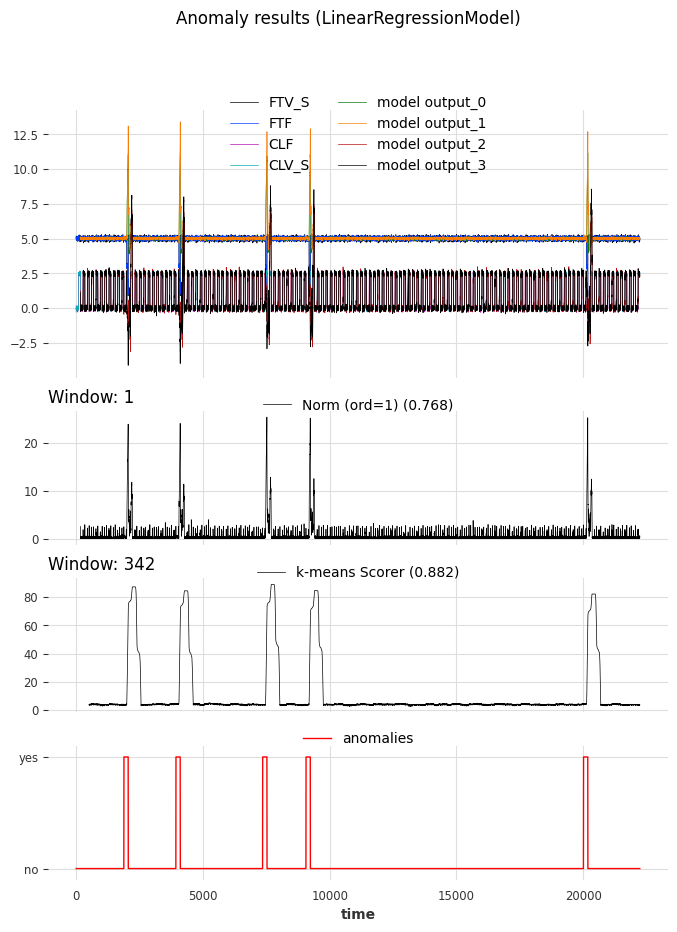 Anomaly results (LinearRegressionModel)
FTV_S model output_0
FTF model output_1
CLF model output_2
CLV_S model output_3
12.5
10.0
7.5
5.0
2.5
0.0
−2.5
Window: 1
Norm (ord=1) (0.768)
20
10
0
Window: 342
k-means Scorer (0.882)
80
60
40
20
0
anomalies
yes
no
0 5000 10000 15000 20000
time